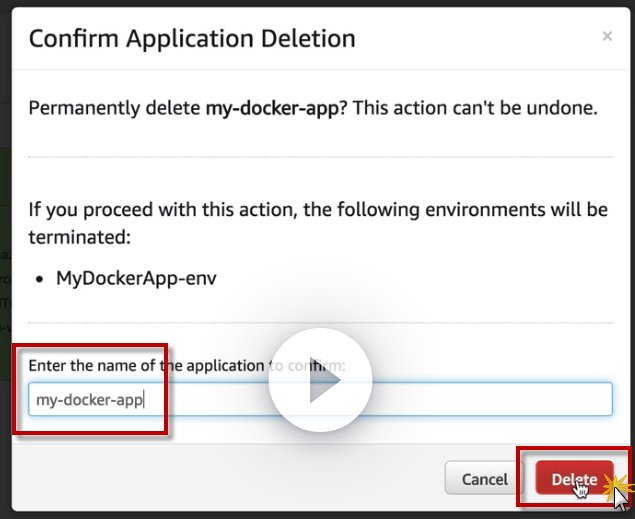 Confirm Application Deletion
×
Permanently delete my-docker-app? This action can't be undone.
If you proceed with this action, the following environments will be
terminated:
• MyDockerApp-env
Enter the name of the application to confirm:
my-docker-app
Cancel
Delete